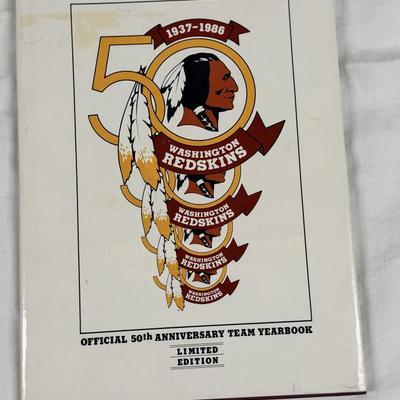 50
1937-1986
WASHINGTON
REDSKINS
WASHINGTON
REDSKINS
WASHINGTON
REDSKINS
WASHINGTON
REDSKINS
OFFICIAL 50th ANNIVERSARY TEAM YEARBOOK
LIMITED
EDITION